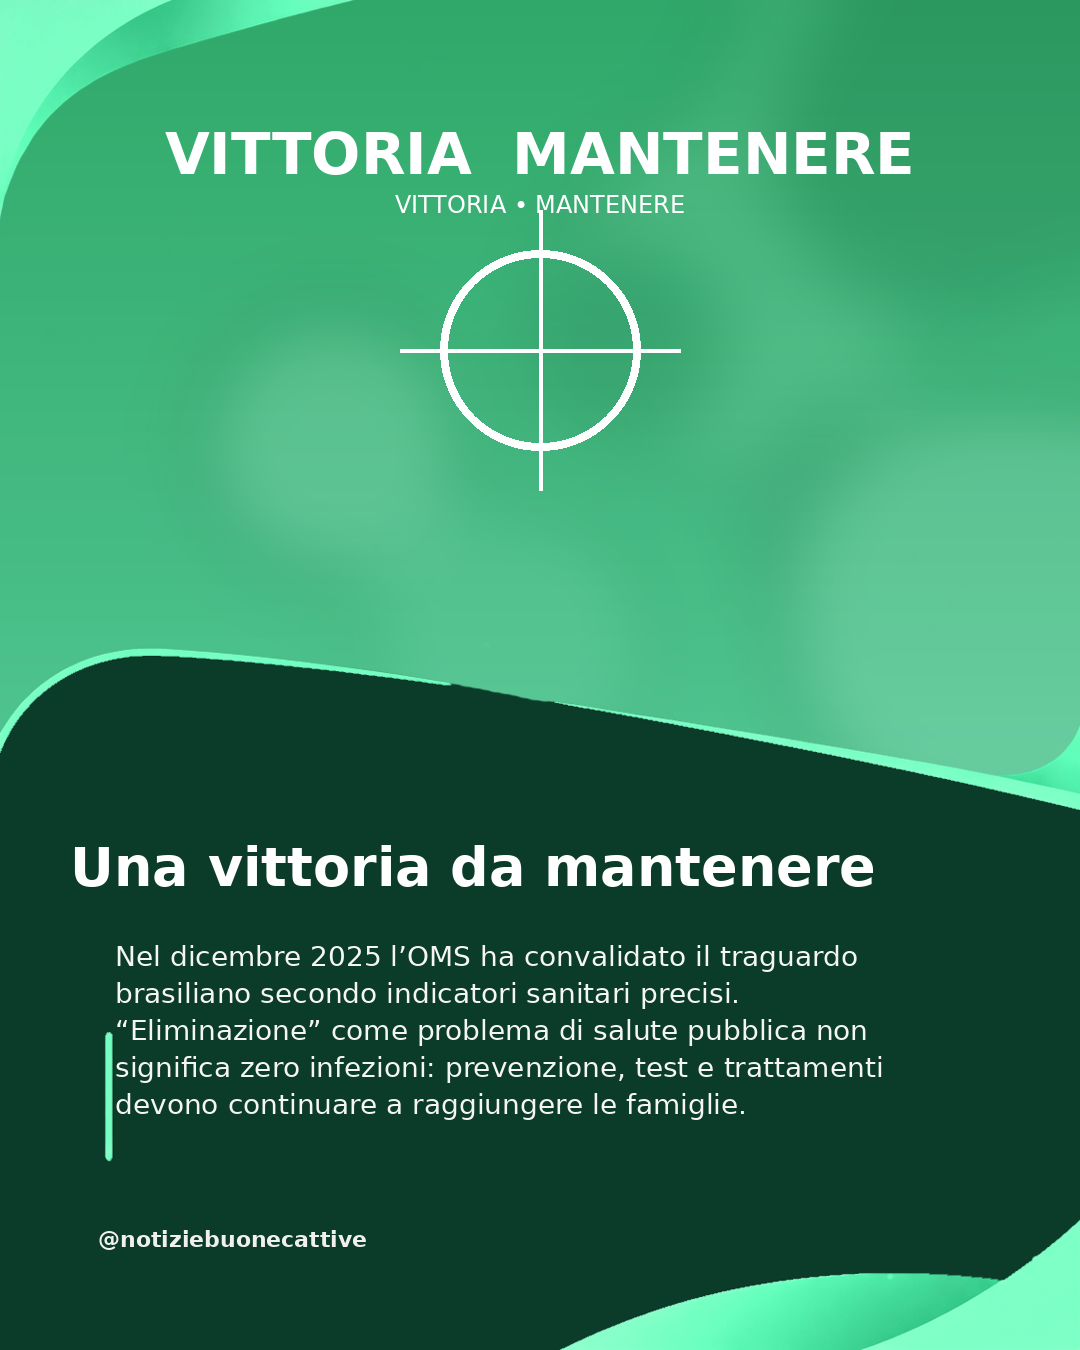 VITTORIA  MANTENERE
VITTORIA • MANTENERE
Una vittoria da mantenere
Nel dicembre 2025 l’OMS ha convalidato il traguardo
brasiliano secondo indicatori sanitari precisi.
“Eliminazione” come problema di salute pubblica non
significa zero infezioni: prevenzione, test e trattamenti
devono continuare a raggiungere le famiglie.
@notiziebuonecattive